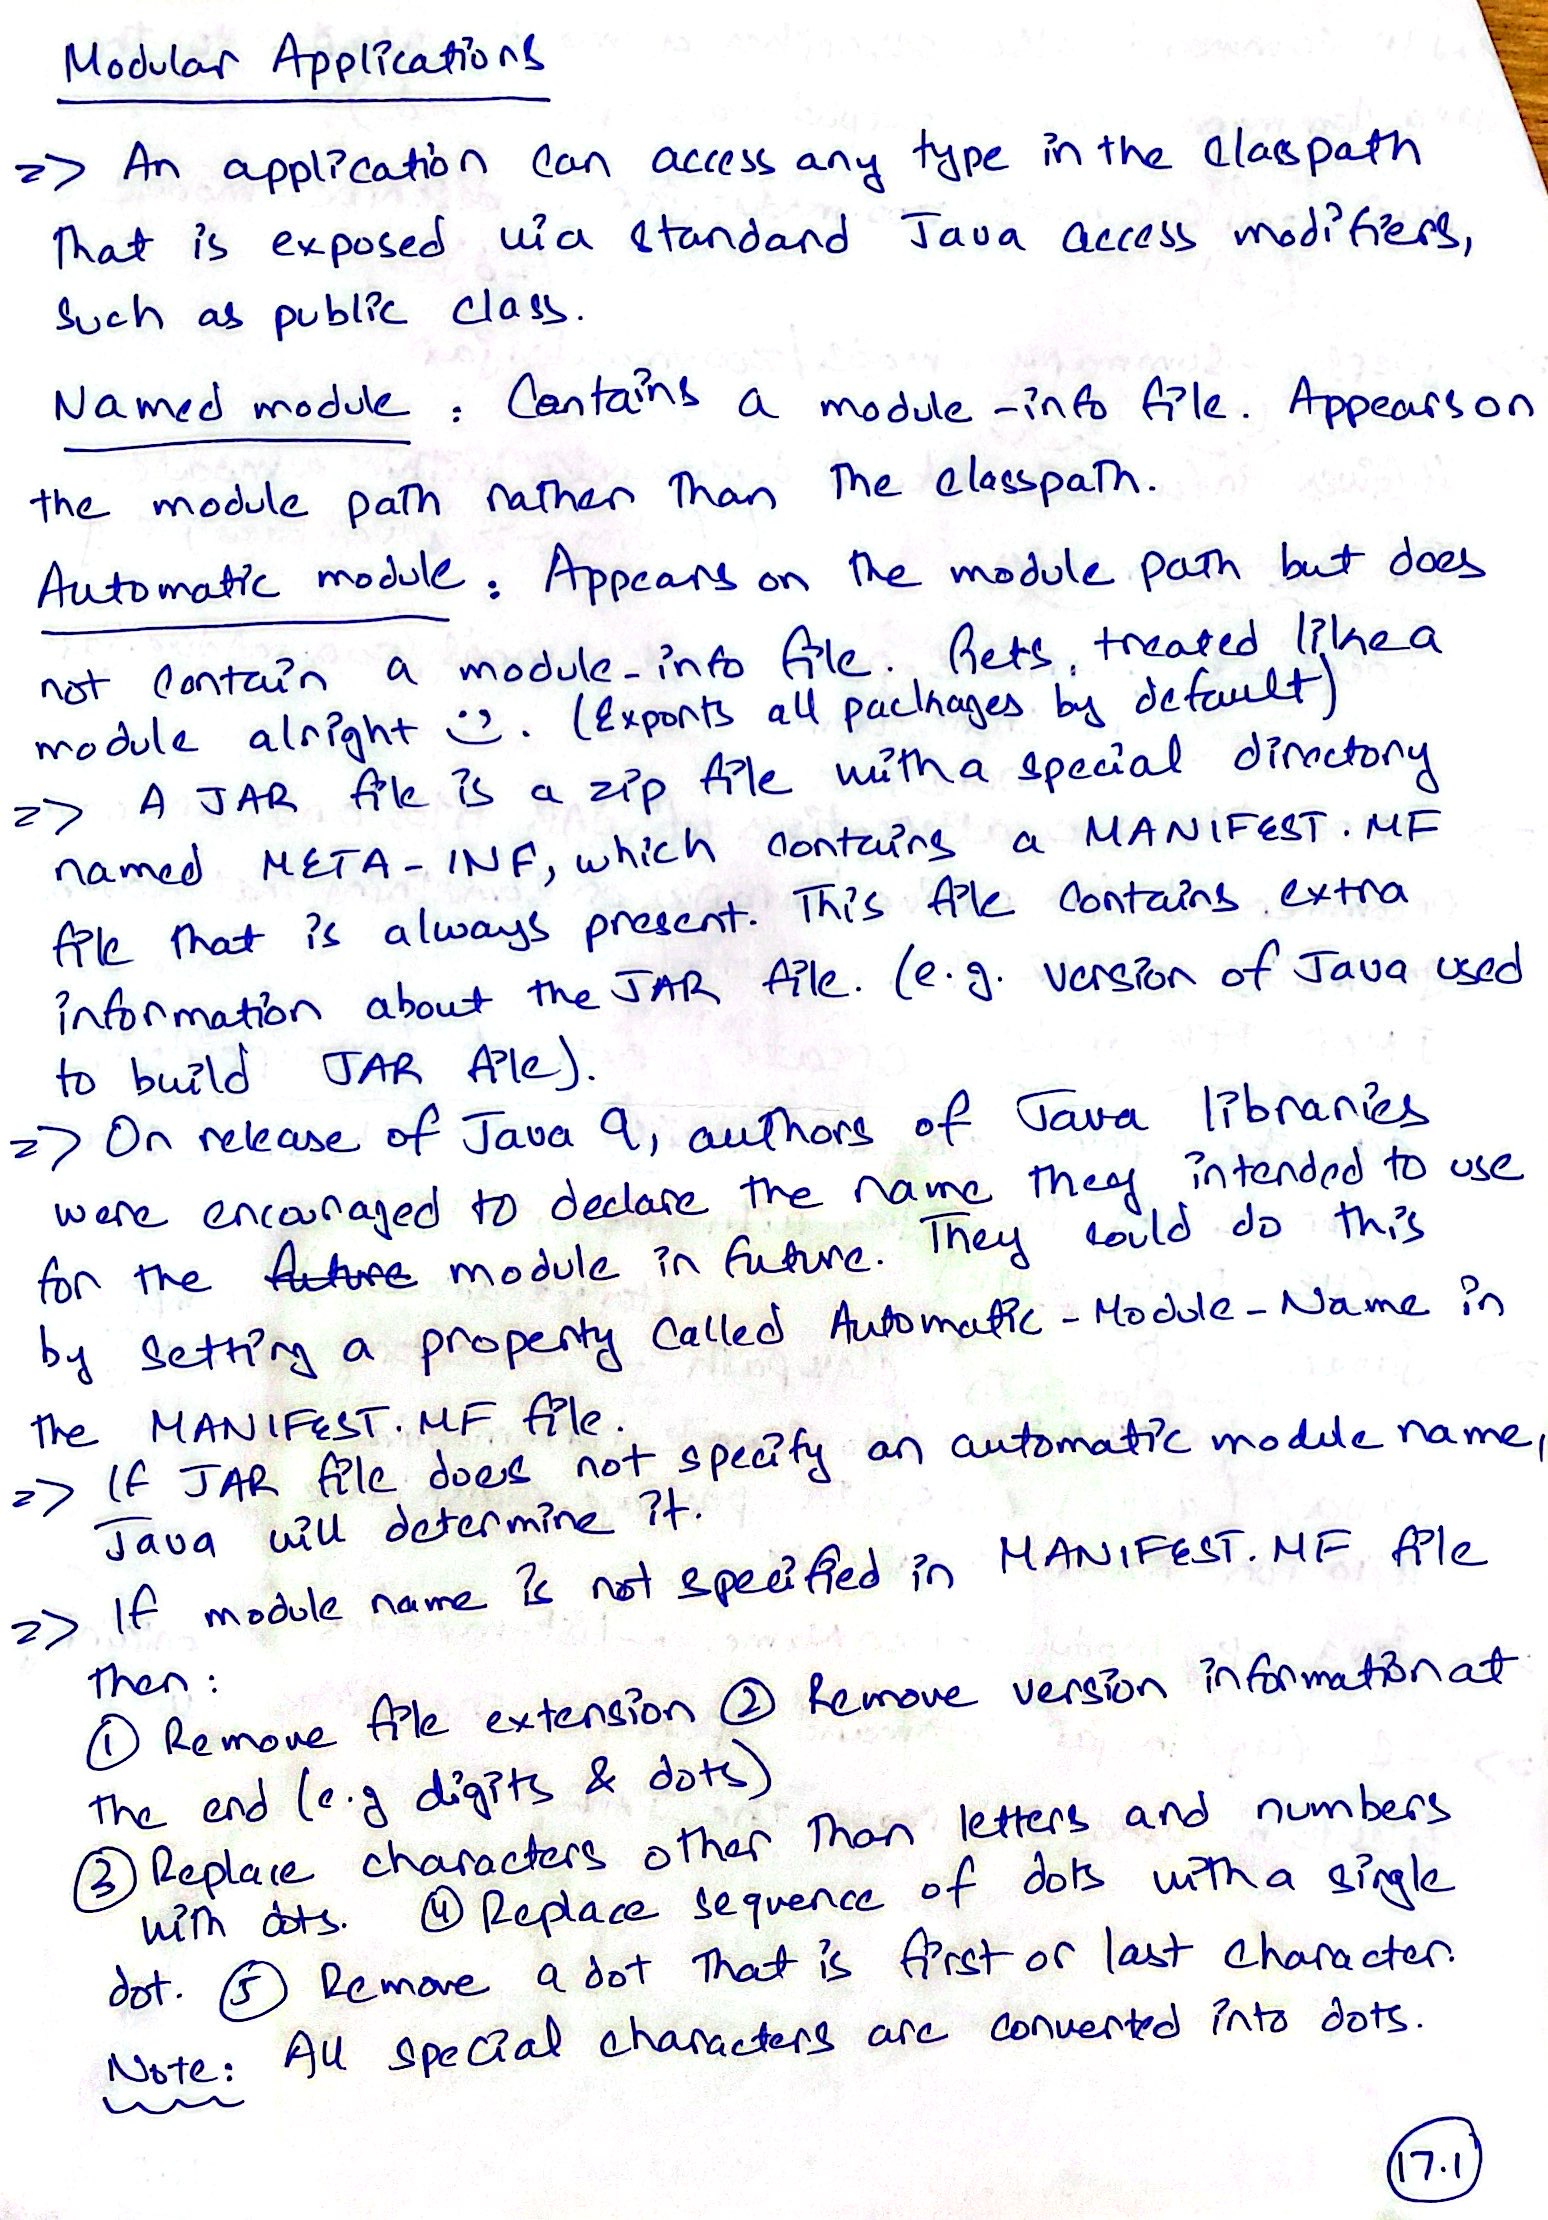 Modular Applications
=> An application can access any type in the classpath
that is exposed via standard Java access modifiers,
such as public class.
Named module : Contains a module-info file. Appears on
the module path rather than the classpath.
Automatic module : Appears on the module path but does
not contain a module-info file. Gets treated like a
module alright :). (Exports all packages by default)
=> A JAR file is a zip file with a special directory
named META-INF, which contains a MANIFEST.MF
file that is always present. This file contains extra
information about the JAR file. (e.g. version of Java used
to build JAR file).
=> On release of Java 9, authors of Java libraries
were encouraged to declare the name they intended to use
for the future module in future. They could do this
by setting a property called Automatic-Module-Name in
the MANIFEST.MF file.
=> If JAR file does not specify an automatic module name,
Java will determine it.
=> If module name is not specified in MANIFEST.MF file
then :
① Remove file extension ② Remove version information at
the end (e.g digits & dots)
③ Replace characters other than letters and numbers
with dots. ④ Replace sequence of dots with a single
dot. ⑤ Remove a dot that is first or last character.
Note: All special characters are converted into dots.
17.1